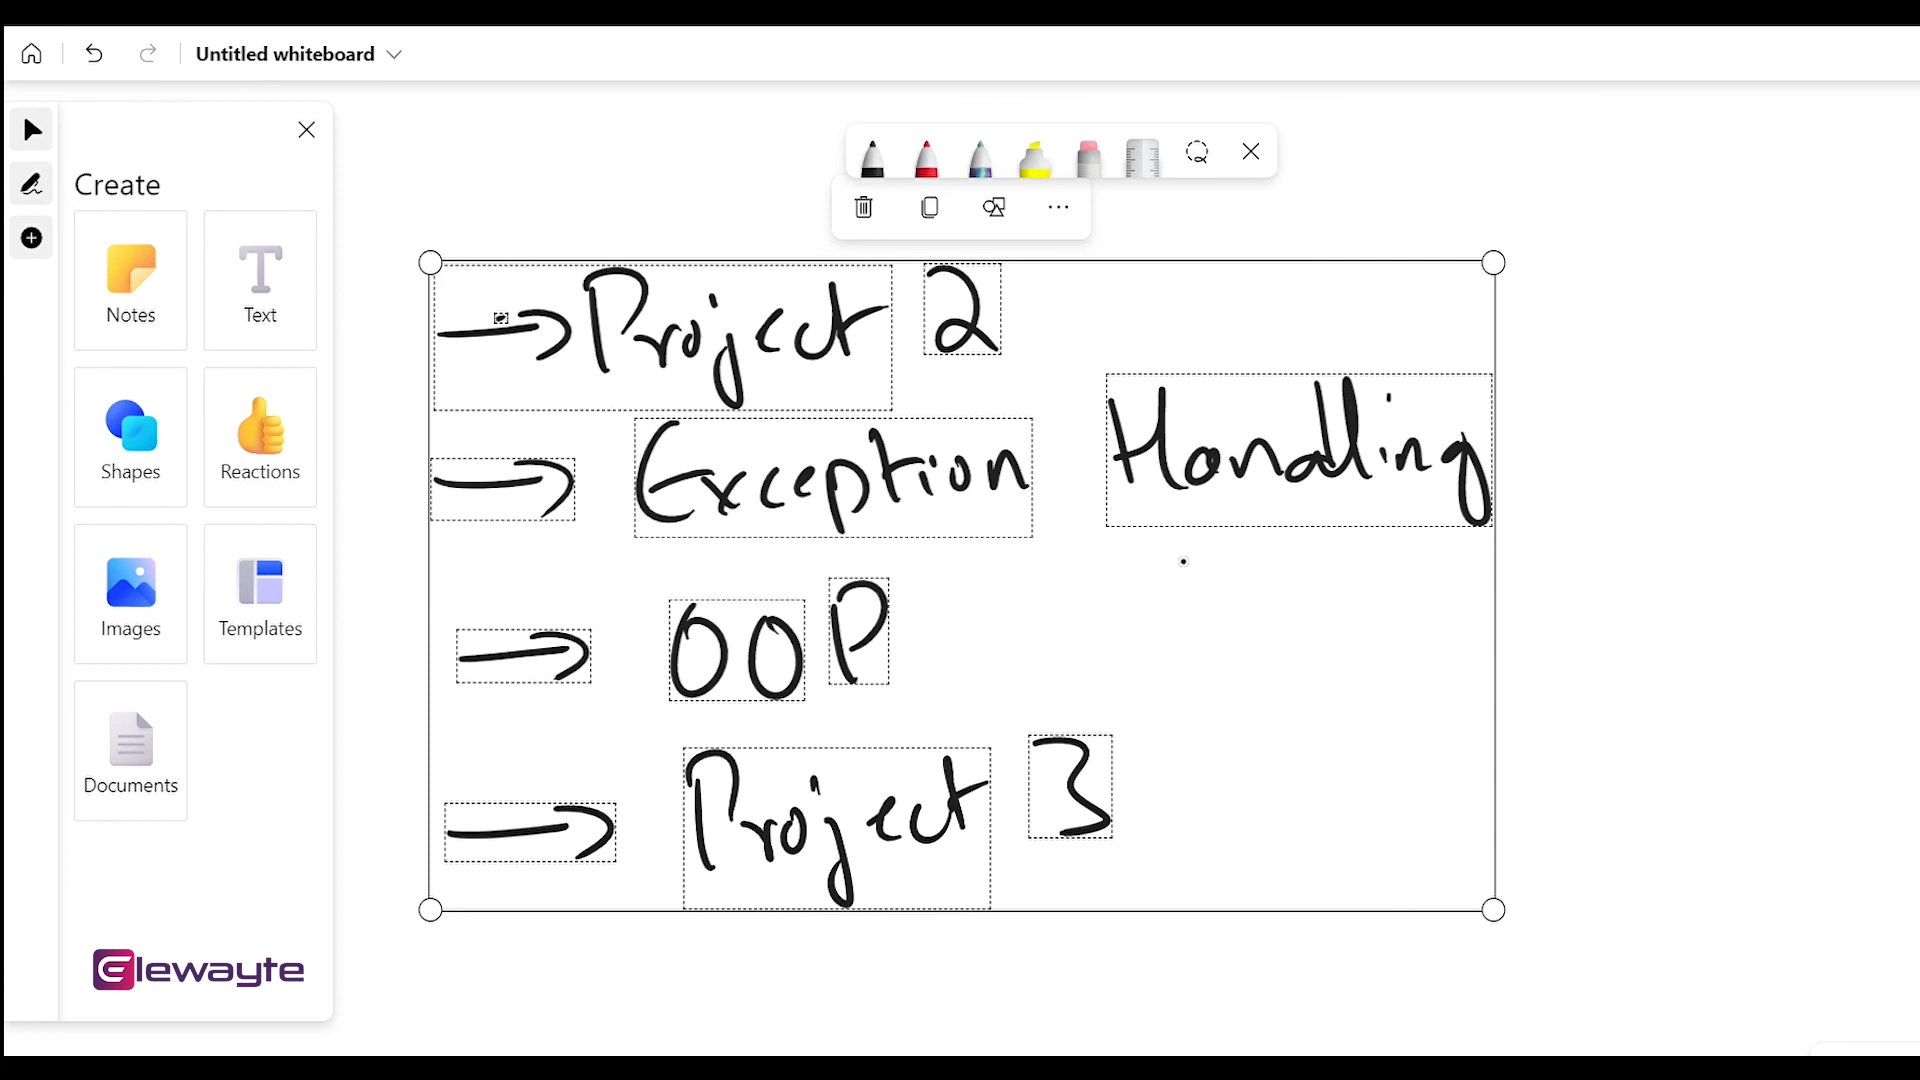 Untitled whiteboard
Create
Notes
Text
Shapes
Reactions
Images
Templates
Documents
Glewayte
→Project 2
→ Exception Handling
→ OOP
→ Project 3